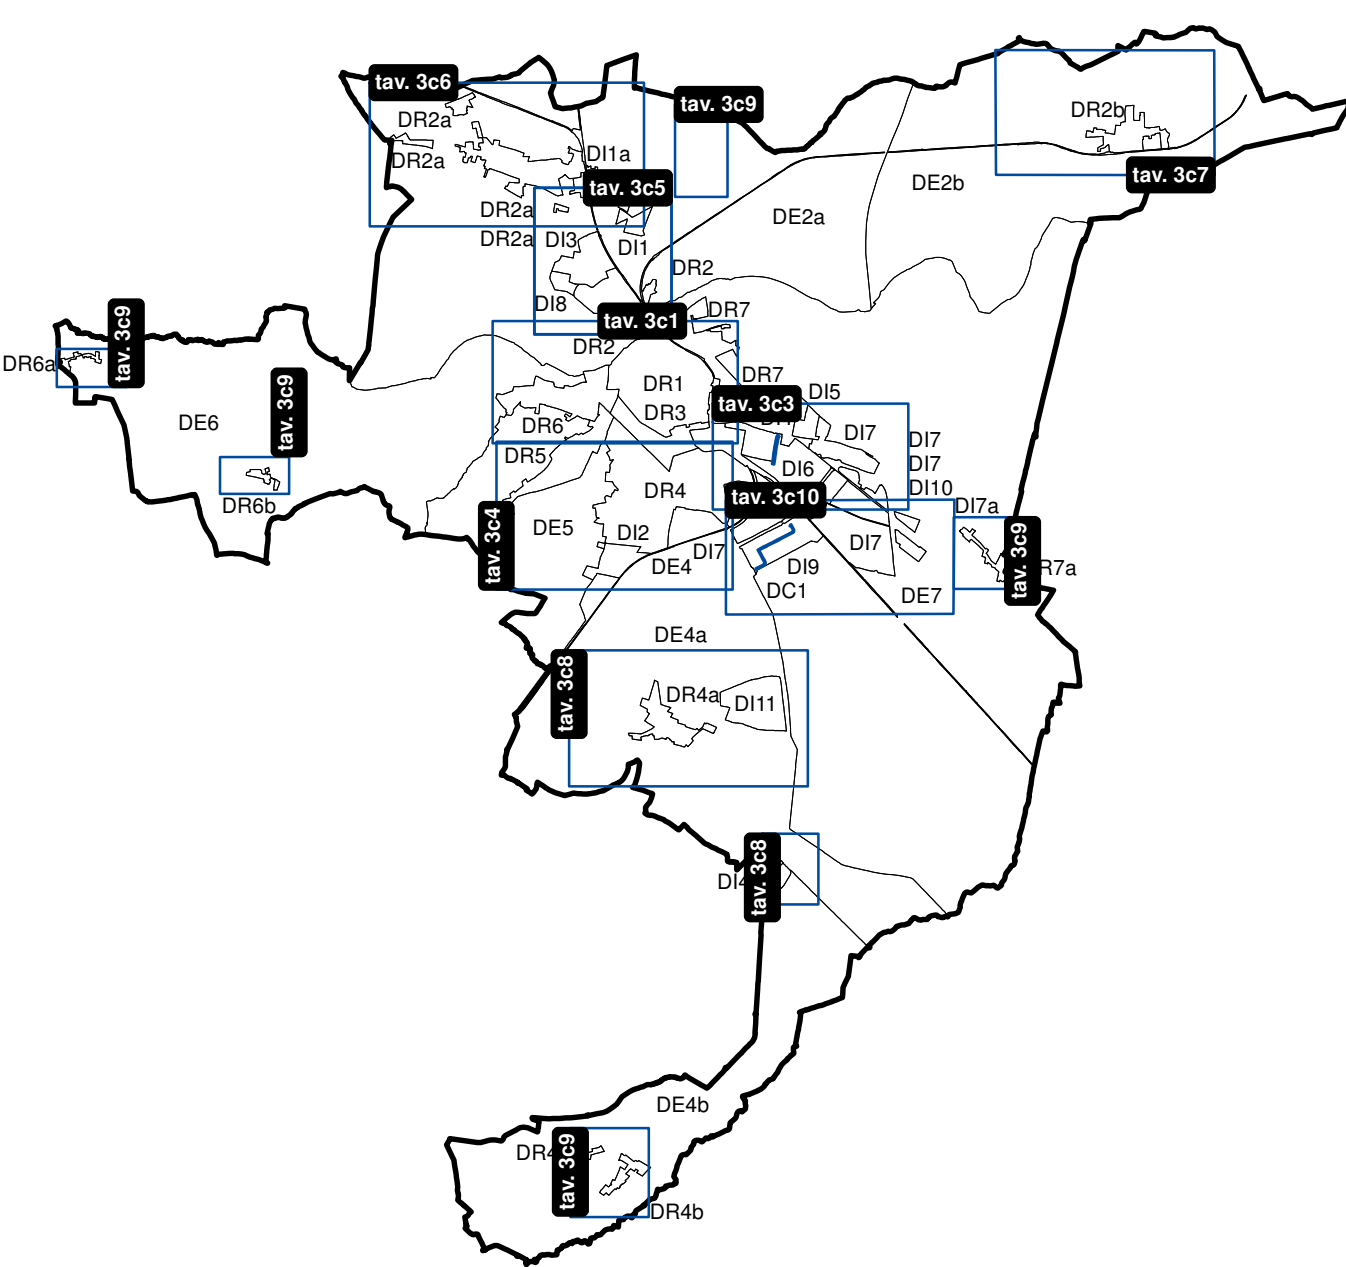 tav. 3c6
tav. 3c9
DR2b
DR2a
DR2a
DI1a
tav. 3c5
tav. 3c7
DE2b
DE2a
DR2a
DR2a
DI3
DI1
DR2
DI8
tav. 3c1
DR7
tav. 3c9
DR2
DR6a
DR7
DR1
DI5
tav. 3c3
DE6
tav. 3c9
DR3
DR6
DI7
DI7
DR5
DI6
DI7
DR4
DI10
tav. 3c10
DR6b
DI7a
tav. 3c4
DE5
DI2
DI7
DI7
DE4
DI9
tav. 3c9
R7a
DC1
DE7
DE4a
tav. 3c8
DR4a
DI11
DI4
tav. 3c8
DE4b
DR4
tav. 3c9
DR4b